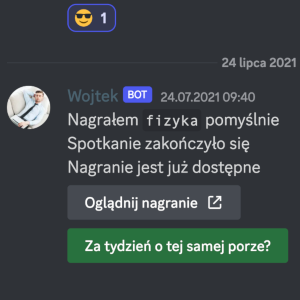 😎 1
24 lipca 2021
Wojtek BOT 24.07.2021 09:40
Nagrałem fizyka pomyślnie
Spotkanie zakończyło się
Nagranie jest już dostępne
Oglądnij nagranie
Za tydzień o tej samej porze?